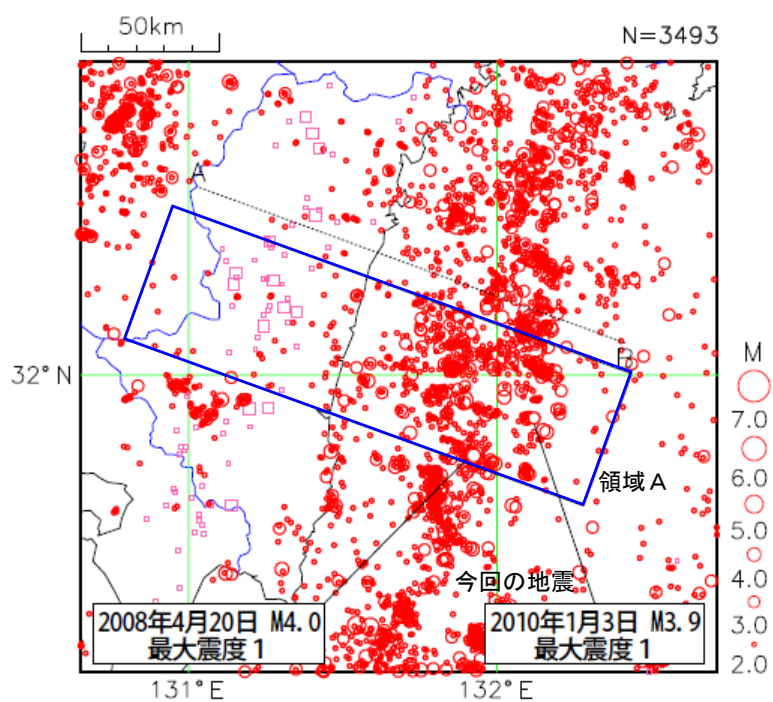 50km
N=3493
A
B
32°N
M
7.0
6.0
5.0
4.0
3.0
2.0
領域A
今回の地震
2008年4月20日 M4.0
最大震度1
2010年1月3日 M3.9
最大震度1
131°E
132°E